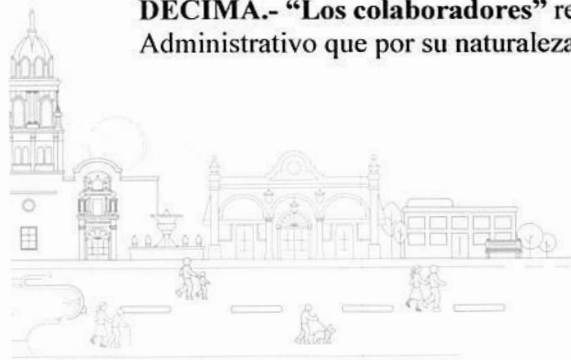 DECIMA.- “Los colaboradores” re
Administrativo que por su naturaleza